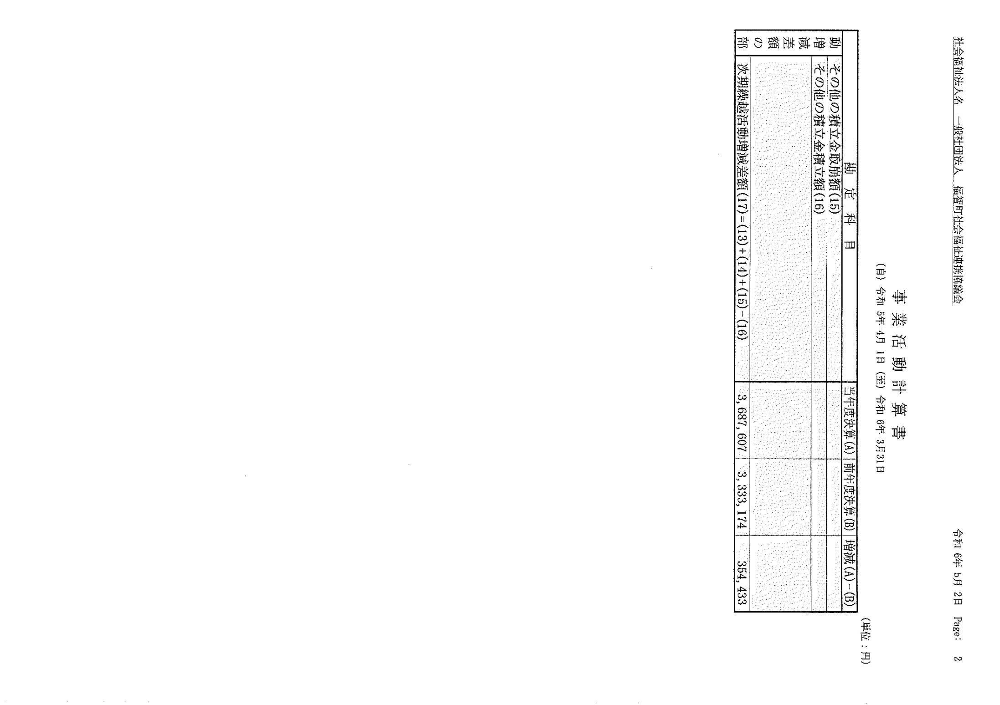 社会福祉法人名　一般社団法人　福智町社会福祉連携協議会
令和 6年 5月 2日　Page:　2
事 業 活 動 計 算 書
(自) 令和 5年 4月 1日 (至) 令和 6年 3月31日
(単位：円)
勘　定　科　目　当年度決算(A)　前年度決算(B)　増減(A)-(B)
動　その他の積立金取崩額(15)
増　その他の積立金積立額(16)
減
差
額
の
部　次期繰越活動増減差額(17)=(13)+(14)+(15)-(16)　3,687,607　3,333,174　354,433